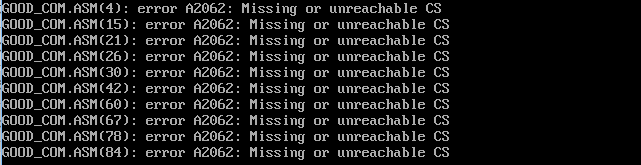 GOOD_COM.ASM(4): error A2062: Missing or unreachable CS
GOOD_COM.ASM(15): error A2062: Missing or unreachable CS
GOOD_COM.ASM(21): error A2062: Missing or unreachable CS
GOOD_COM.ASM(26): error A2062: Missing or unreachable CS
GOOD_COM.ASM(30): error A2062: Missing or unreachable CS
GOOD_COM.ASM(42): error A2062: Missing or unreachable CS
GOOD_COM.ASM(60): error A2062: Missing or unreachable CS
GOOD_COM.ASM(67): error A2062: Missing or unreachable CS
GOOD_COM.ASM(78): error A2062: Missing or unreachable CS
GOOD_COM.ASM(84): error A2062: Missing or unreachable CS